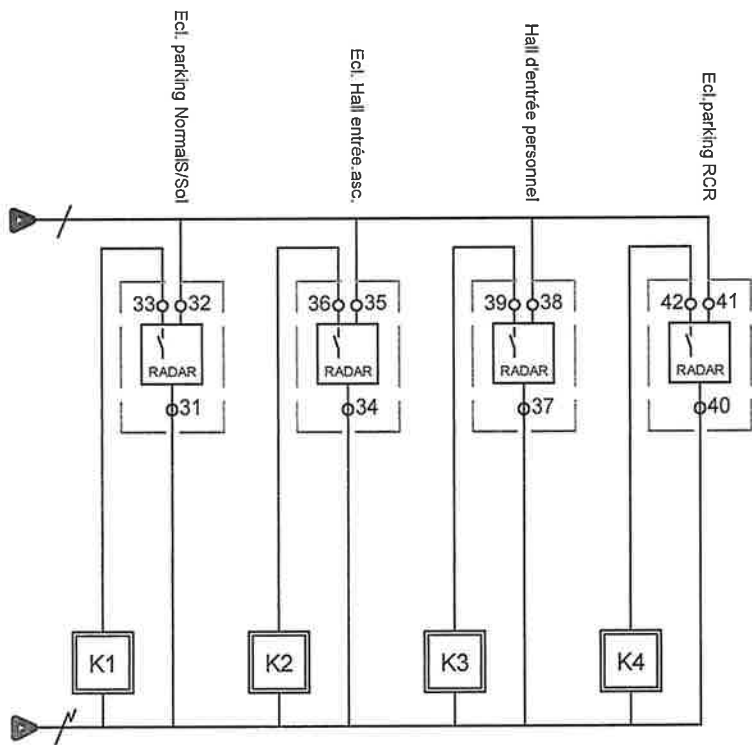 Ecl. parking NormalS/Sol
Ecl. Hall entrée.asc.
Hall d'entrée personnel
Ecl.parking RCR
33 32
36 35
39 38
42 41
RADAR
RADAR
RADAR
RADAR
31
34
37
40
K1
K2
K3
K4
N